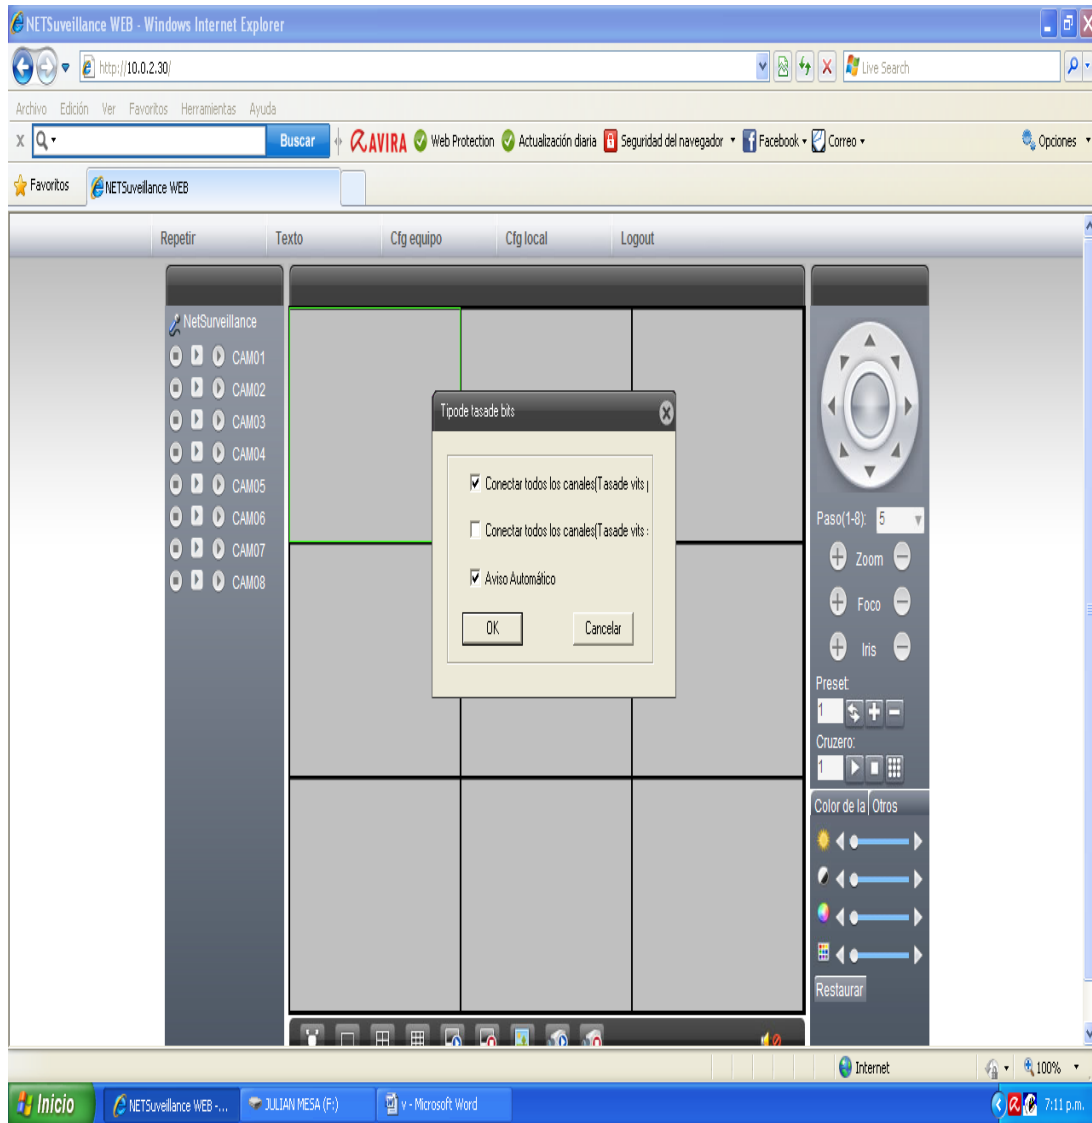 NETSuveillance WEB - Windows Internet Explorer
http://10.0.2.30/
Live Search
Archivo Edición Ver Favoritos Herramientas Ayuda
X Buscar AVIRA Web Protection Actualización diaria Seguridad del navegador Facebook Correo Opciones
Favoritos NETSuveillance WEB
Repetir Texto Cfg equipo Cfg local Logout
NetSurveillance
CAM01
CAM02
CAM03
CAM04
CAM05
CAM06
CAM07
CAM08
Tipode tasade bits
Conectar todos los canales(Tasade vits
Conectar todos los canales(Tasade vits
Aviso Automático
OK Cancelar
Paso(1-8): 5
Zoom
Foco
Iris
Preset:
1
Cruzero:
1
Color de la Otros
Restaurar
Internet 100%
Inicio NETSuveillance WEB -... JULIAN MESA (F:) v - Microsoft Word 7:11 p.m.